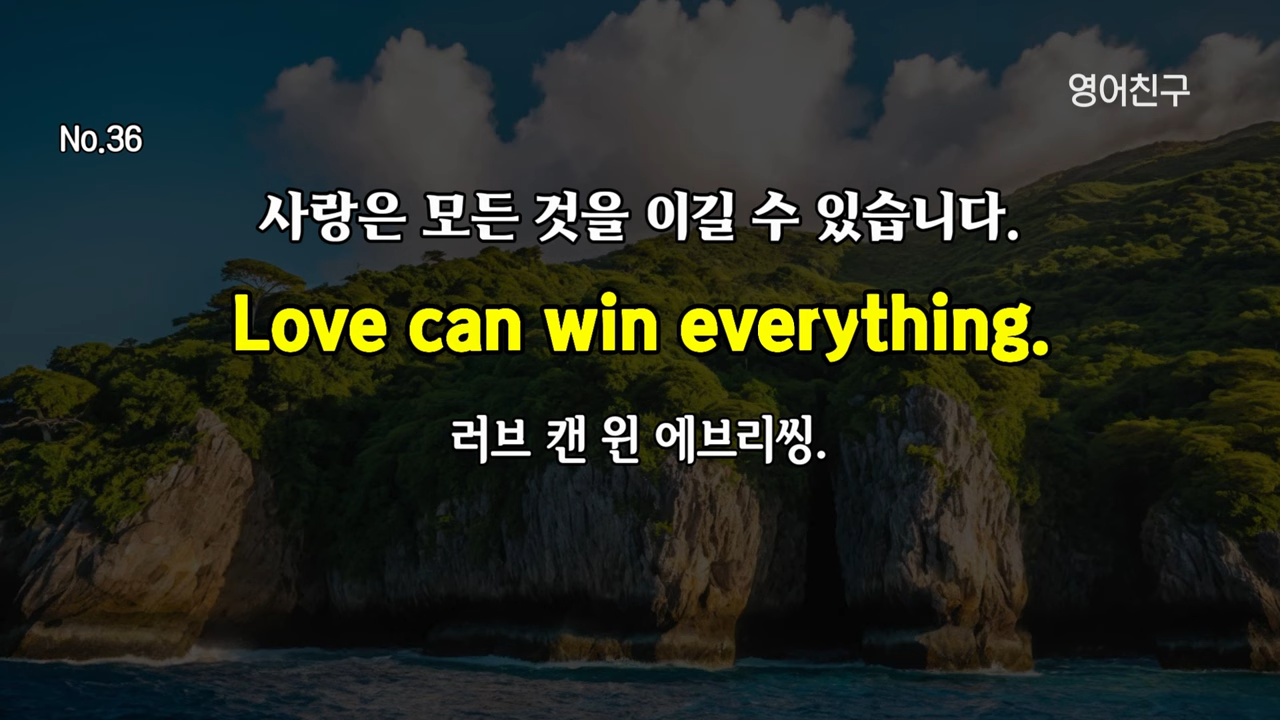 영어친구
No.36
사랑은 모든 것을 이길 수 있습니다.
Love can win everything.
러브 캔 윈 에브리씽.